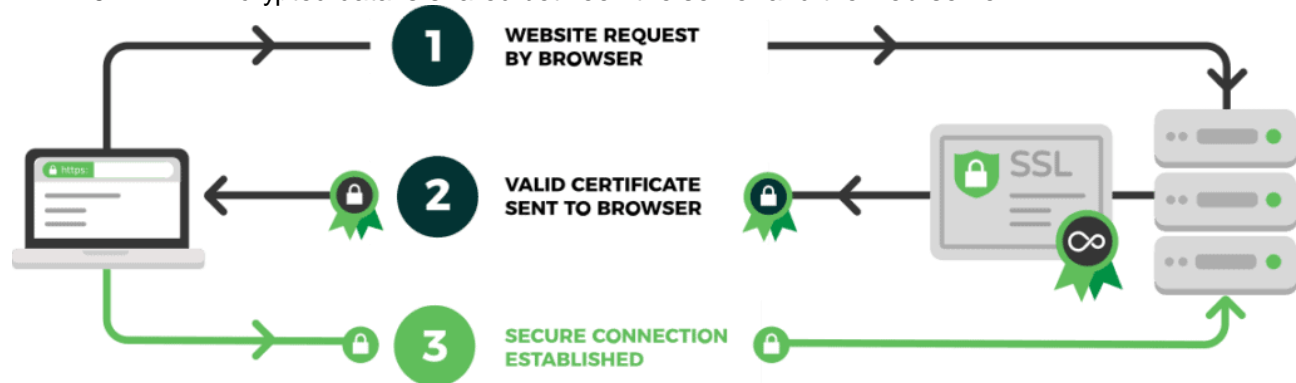 1
WEBSITE REQUEST
BY BROWSER
https:
SSL
2
VALID CERTIFICATE
SENT TO BROWSER
3
SECURE CONNECTION
ESTABLISHED